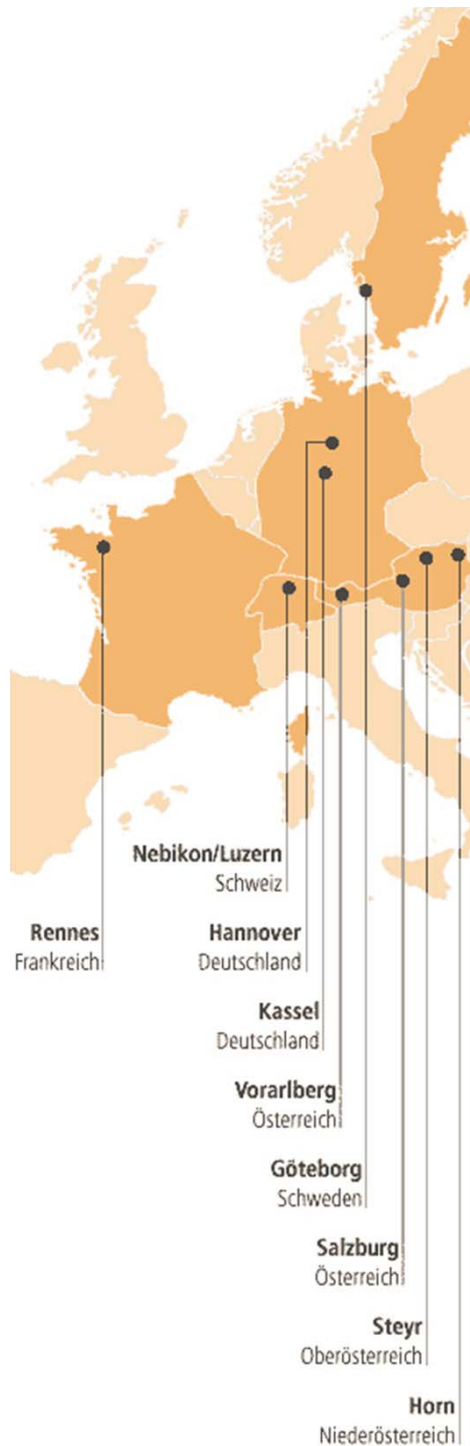 Nebikon/Luzern
Schweiz
Rennes
Frankreich
Hannover
Deutschland
Kassel
Deutschland
Vorarlberg
Österreich
Göteborg
Schweden
Salzburg
Österreich
Steyr
Oberösterreich
Horn
Niederösterreich